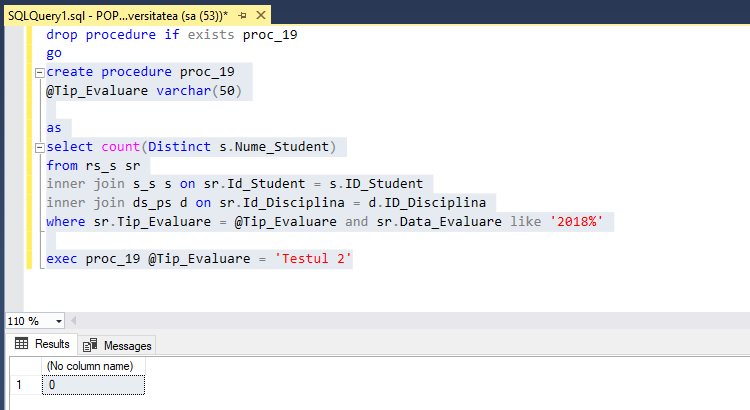 SQLQuery1.sql - POP...versitatea (sa (53))*
drop procedure if exists proc_19
go
create procedure proc_19
@Tip_Evaluare varchar(50)
as
select count(Distinct s.Nume_Student)
from rs_s sr
inner join s_s s on sr.Id_Student = s.ID_Student
inner join ds_ps d on sr.Id_Disciplina = d.ID_Disciplina
where sr.Tip_Evaluare = @Tip_Evaluare and sr.Data_Evaluare like '2018%'
exec proc_19 @Tip_Evaluare = 'Testul 2'
110 %
Results Messages
(No column name)
1 0